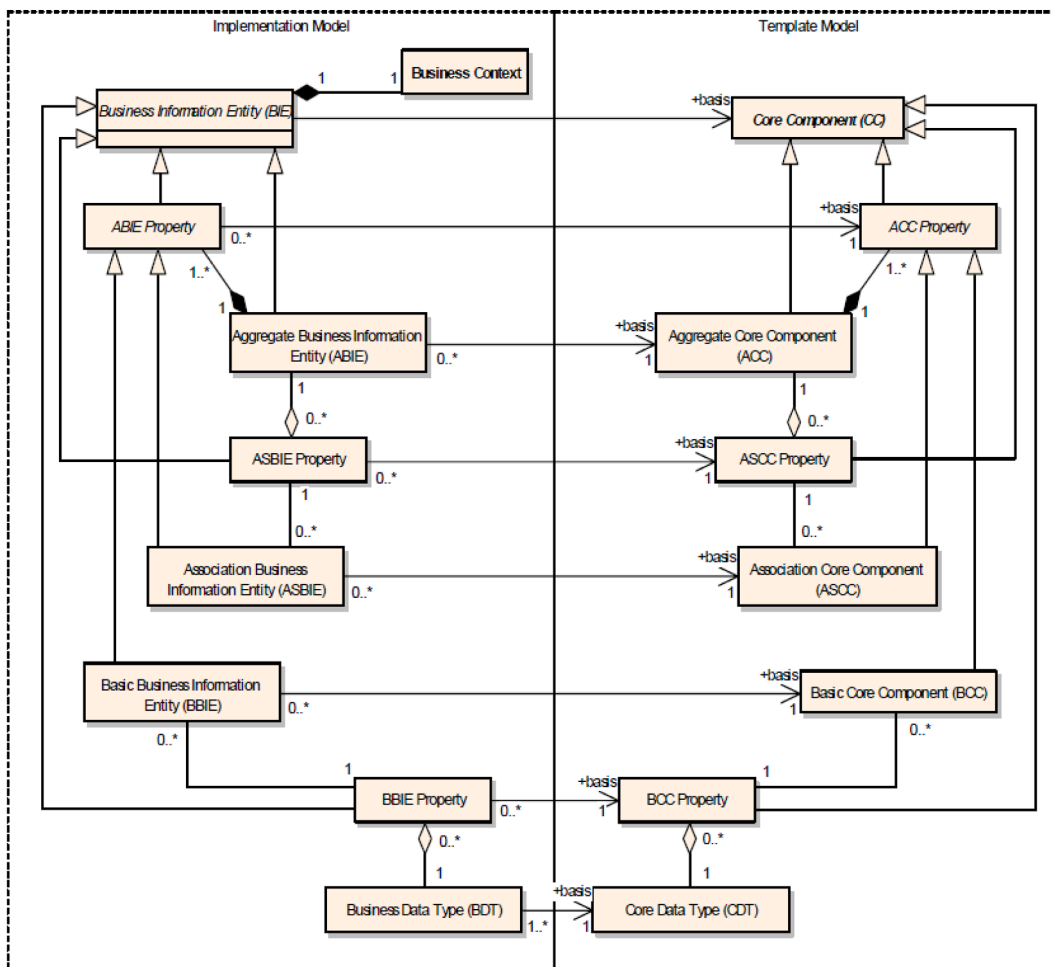 Implementation Model
Template Model
Business Context
1
1
Business Information Entity (BIE)
+basis
Core Component (CC)
ABIE Property
0..*
+basis
1
ACC Property
1..*
1
1..*
1
Aggregate Business Information
Entity (ABIE)
0..*
+basis
1
Aggregate Core Component
(ACC)
1
0..*
1
0..*
ASBIE Property
0..*
+basis
1
ASCC Property
1
0..*
1
0..*
Association Business
Information Entity (ASBIE)
0..*
+basis
1
Association Core Component
(ASCC)
Basic Business Information
Entity (BBIE)
0..*
+basis
1
Basic Core Component (BCC)
0..*
1
0..*
1
BBIE Property
0..*
+basis
1
BCC Property
0..*
1
0..*
1
Business Data Type (BDT)
1..*
+basis
1
Core Data Type (CDT)